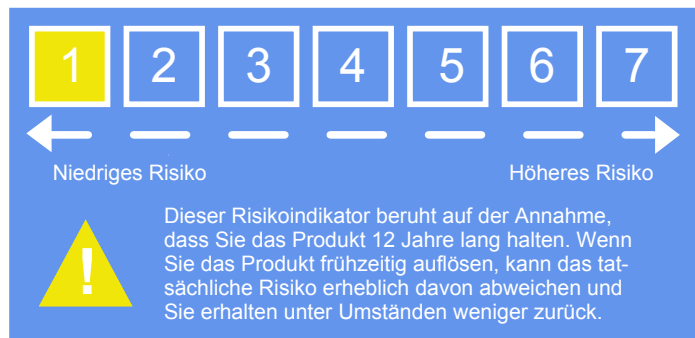 1 2 3 4 5 6 7
Niedriges Risiko Höheres Risiko
!
Dieser Risikoindikator beruht auf der Annahme,
dass Sie das Produkt 12 Jahre lang halten. Wenn
Sie das Produkt frühzeitig auflösen, kann das tat-
sächliche Risiko erheblich davon abweichen und
Sie erhalten unter Umständen weniger zurück.